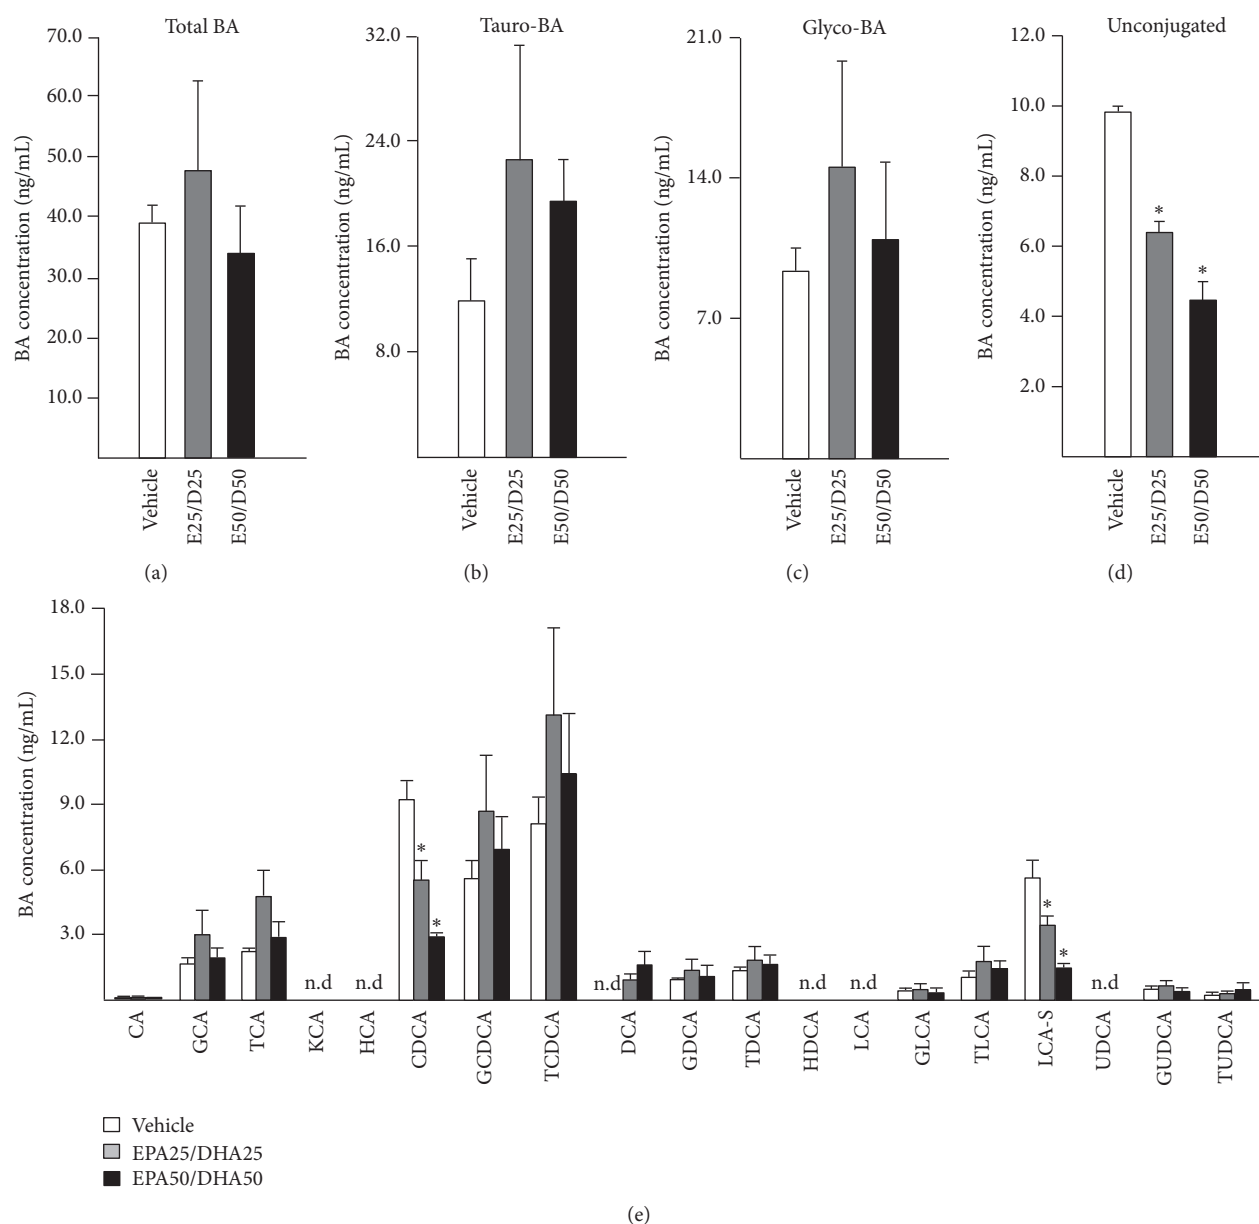 Total BA
BA concentration (ng/mL)
70.0
60.0
50.0
40.0
30.0
20.0
10.0
Vehicle
E25/D25
E50/D50
(a)
Tauro-BA
BA concentration (ng/mL)
32.0
24.0
16.0
8.0
Vehicle
E25/D25
E50/D50
(b)
Glyco-BA
BA concentration (ng/mL)
21.0
14.0
7.0
Vehicle
E25/D25
E50/D50
(c)
Unconjugated
BA concentration (ng/mL)
12.0
10.0
8.0
6.0
4.0
2.0
*
*
Vehicle
E25/D25
E50/D50
(d)
BA concentration (ng/mL)
18.0
15.0
12.0
9.0
6.0
3.0
n.d
n.d
*
*
n.d
n.d
n.d
*
*
n.d
CA
GCA
TCA
KCA
HCA
CDCA
GCDCA
TCDCA
DCA
GDCA
TDCA
HDCA
LCA
GLCA
TLCA
LCA-S
UDCA
GUDCA
TUDCA
Vehicle
EPA25/DHA25
EPA50/DHA50
(e)